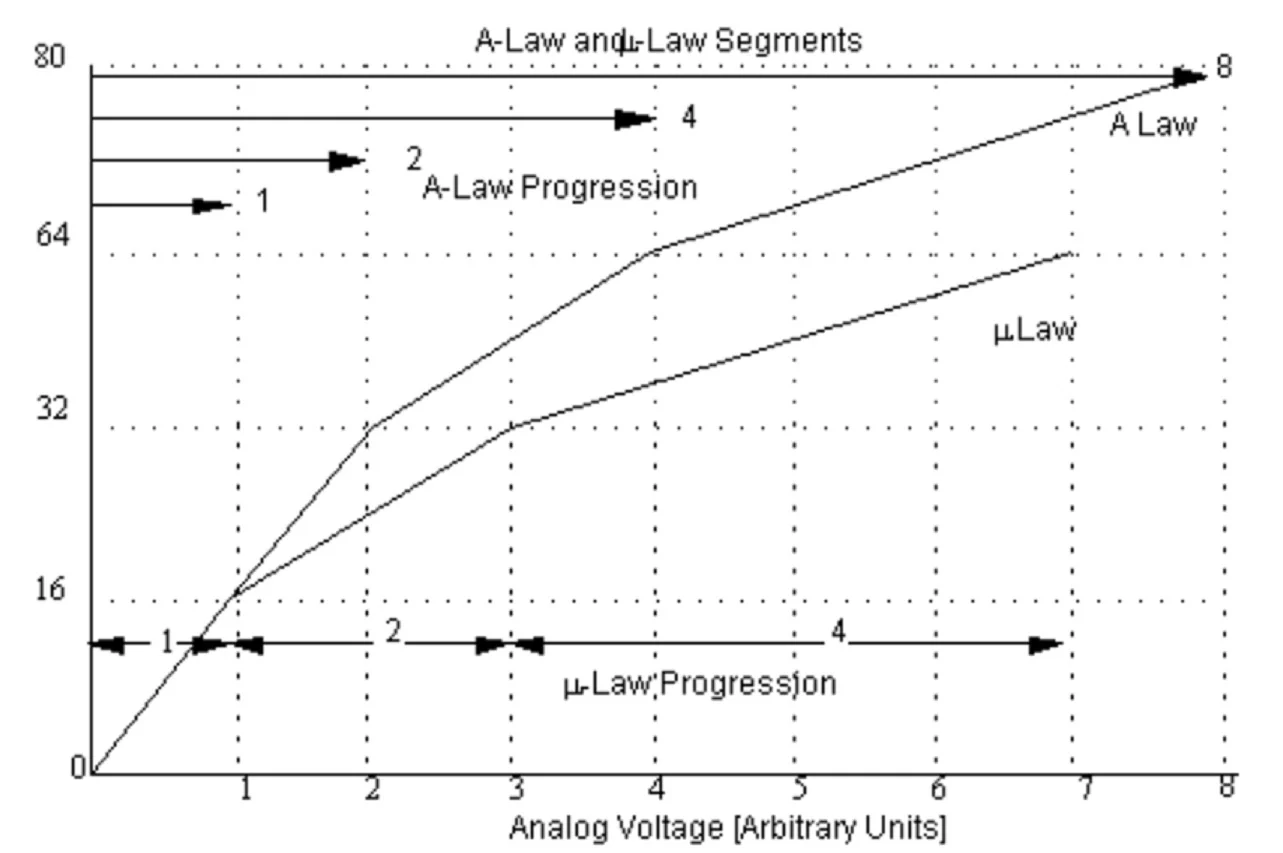 A-Law and μ-Law Segments
80
8
4
A Law
2
A-Law Progression
1
64
μ Law
32
16
1
2
4
μ-Law Progression
0
1 2 3 4 5 6 7 8
Analog Voltage [Arbitrary Units]